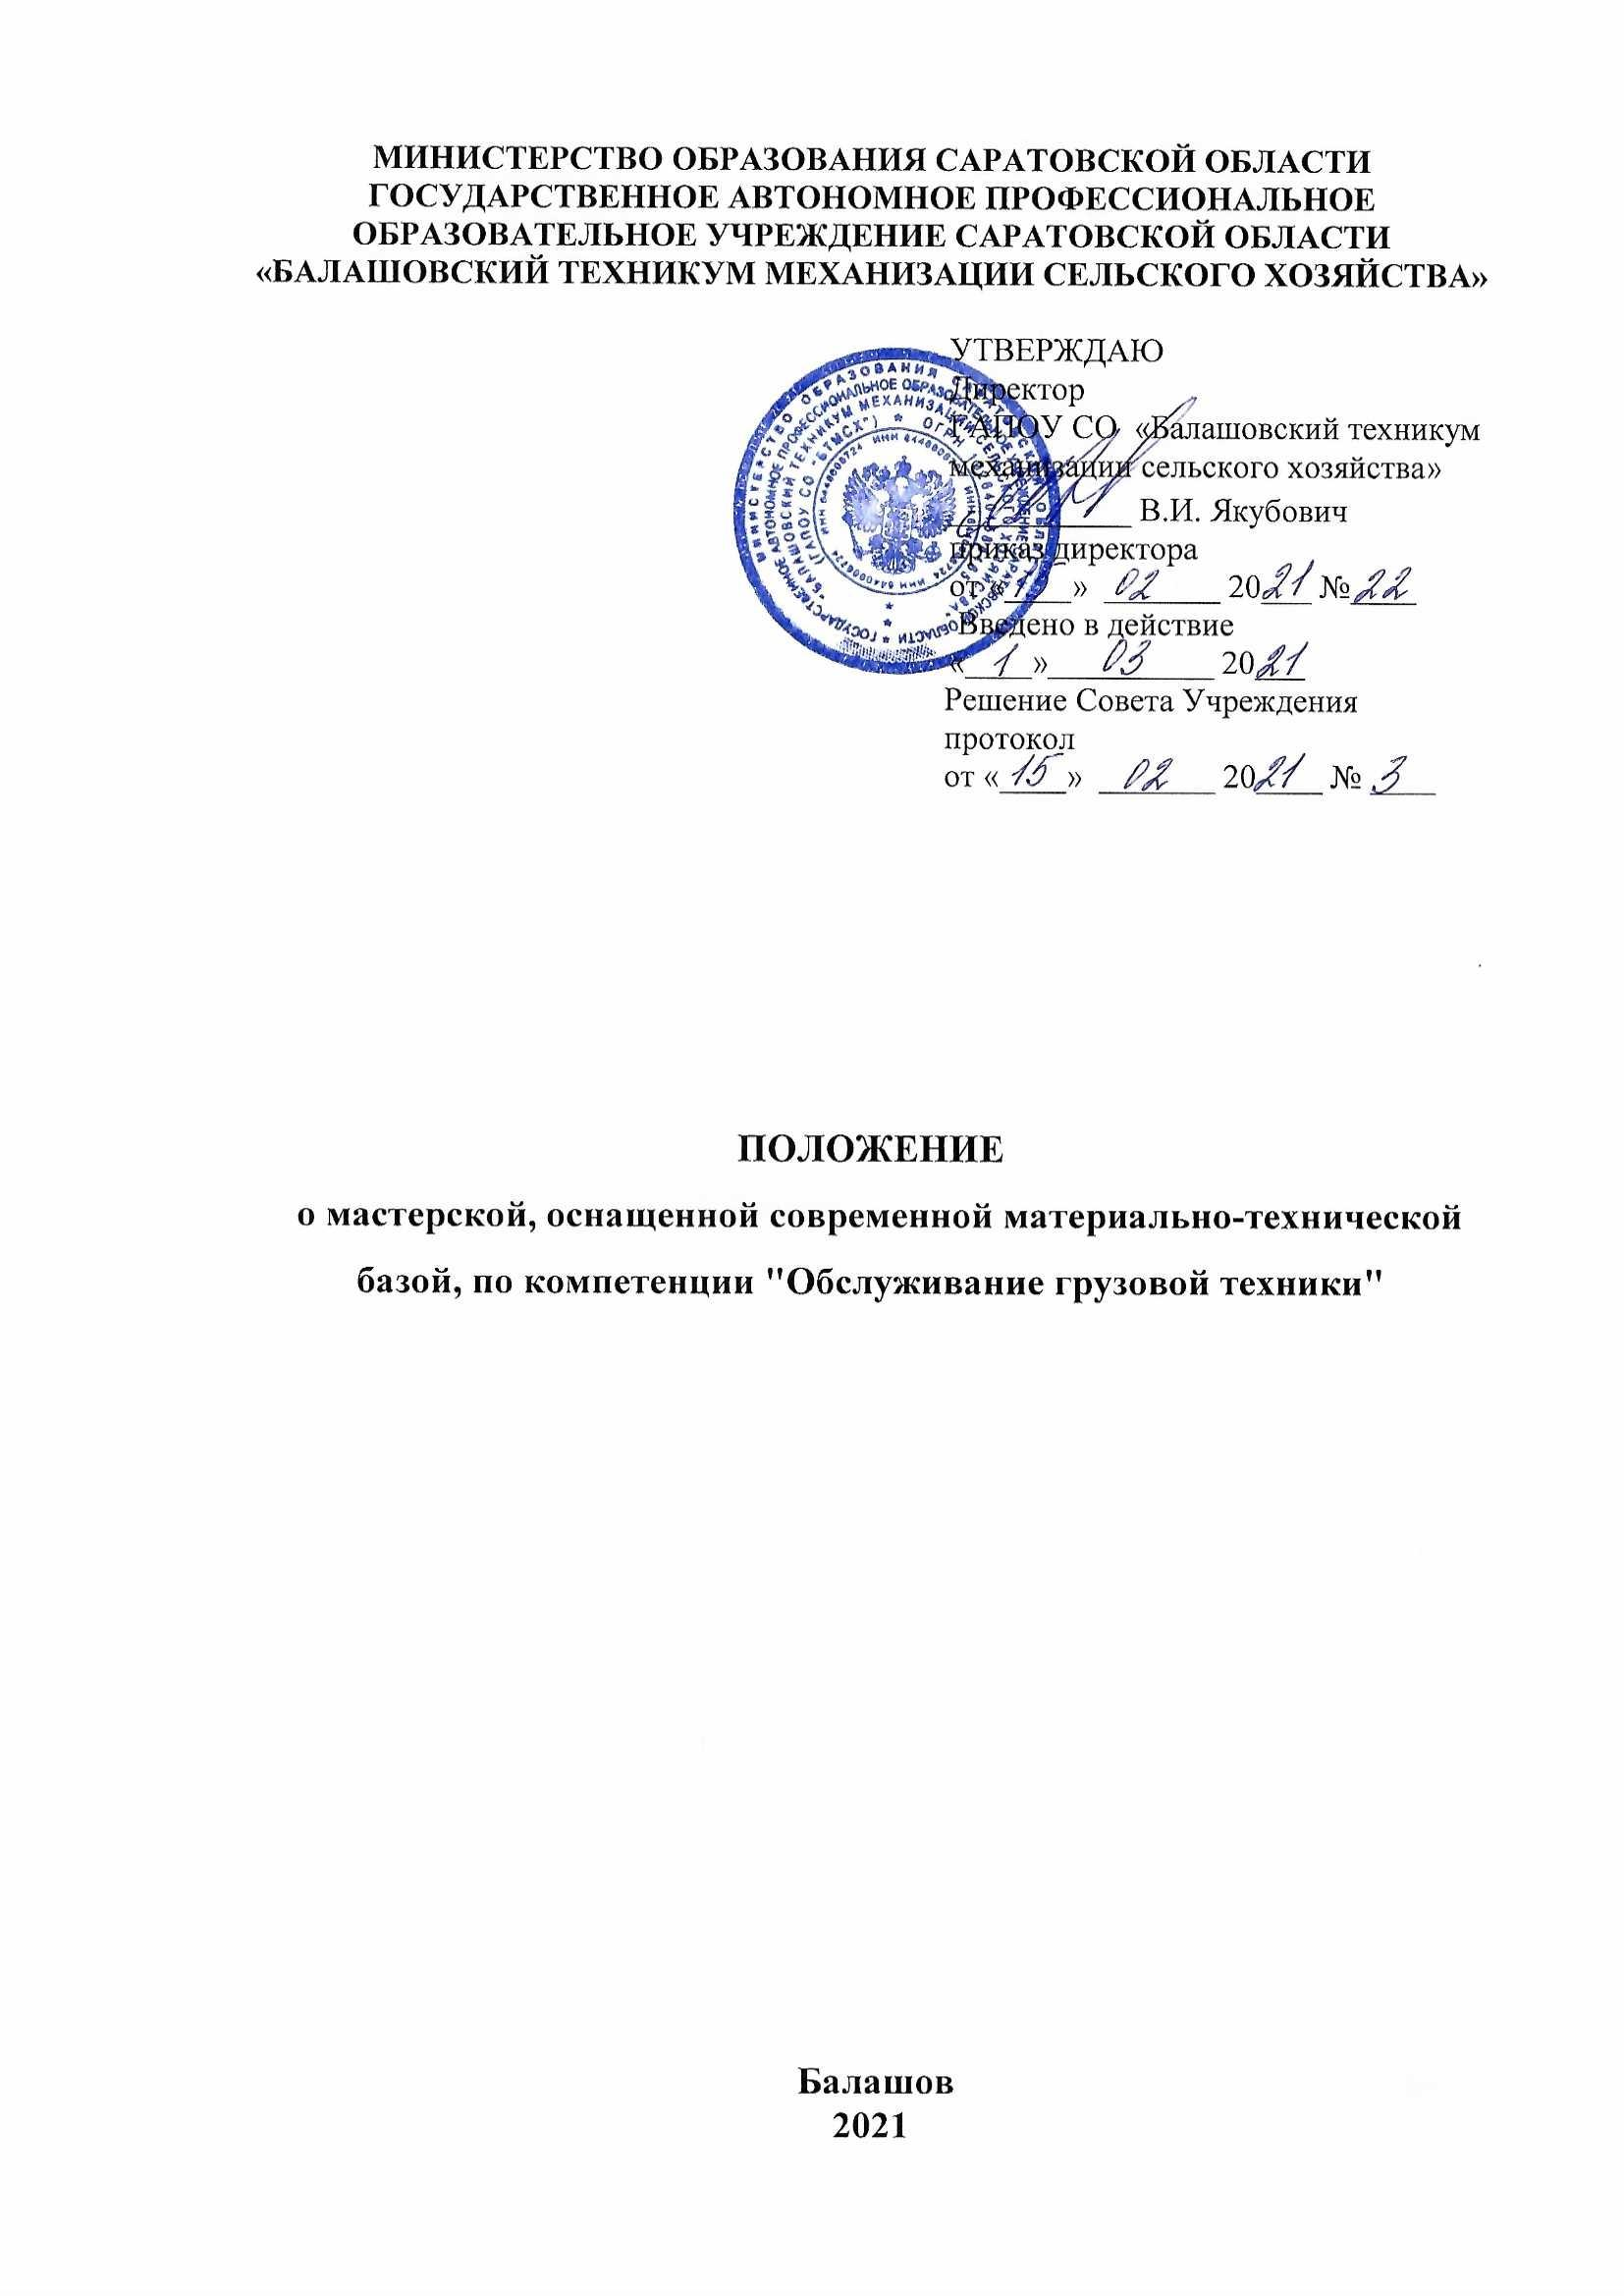 МИНИСТЕРСТВО ОБРАЗОВАНИЯ САРАТОВСКОЙ ОБЛАСТИ
ГОСУДАРСТВЕННОЕ АВТОНОМНОЕ ПРОФЕССИОНАЛЬНОЕ
ОБРАЗОВАТЕЛЬНОЕ УЧРЕЖДЕНИЕ САРАТОВСКОЙ ОБЛАСТИ
«БАЛАШОВСКИЙ ТЕХНИКУМ МЕХАНИЗАЦИИ СЕЛЬСКОГО ХОЗЯЙСТВА»
УТВЕРЖДАЮ
Директор
ГАПОУ СО «Балашовский техникум
механизации сельского хозяйства»
___________ В.И. Якубович
приказ директора
от «15» 02 2021 №22
Введено в действие
«1» 03 2021
Решение Совета Учреждения
протокол
от «15» 02 2021 № 3
ПОЛОЖЕНИЕ
о мастерской, оснащенной современной материально-технической
базой, по компетенции "Обслуживание грузовой техники"
Балашов
2021